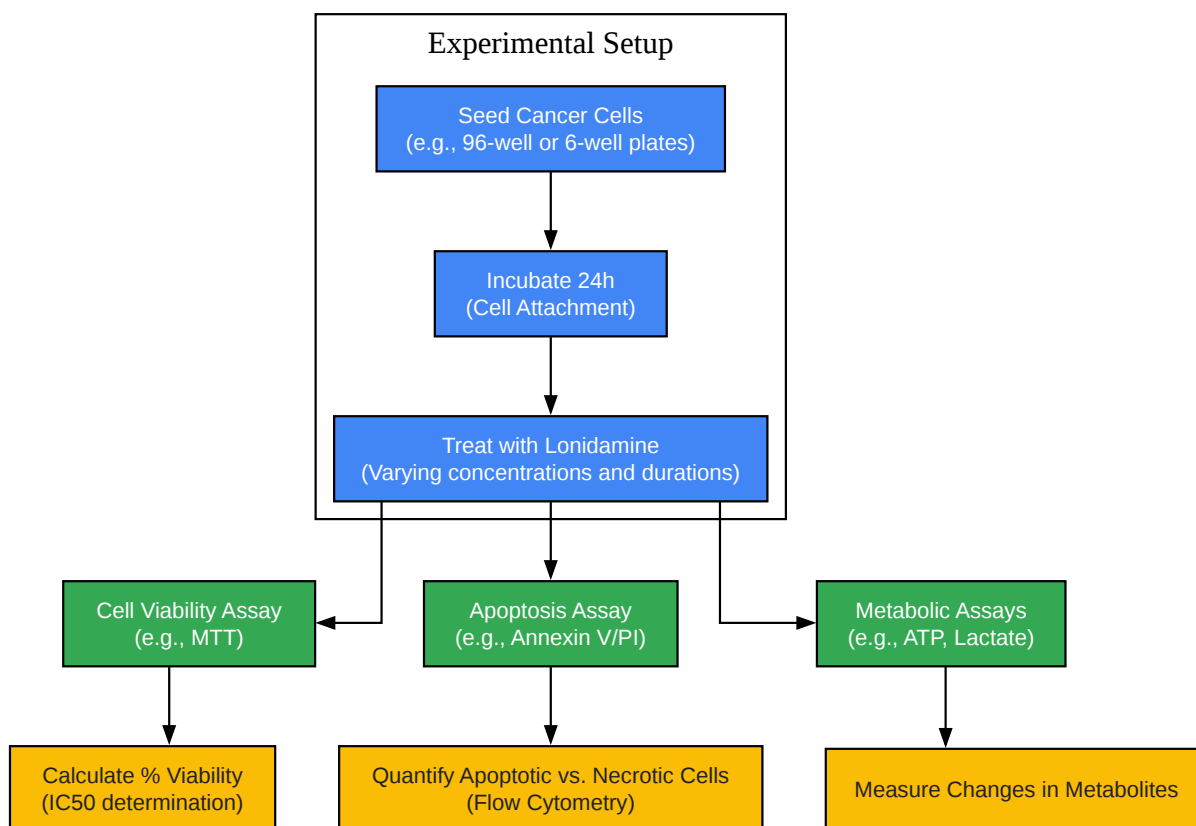 Experimental Setup
Seed Cancer Cells
(e.g., 96-well or 6-well plates)
Incubate 24h
(Cell Attachment)
Treat with Lonidamine
(Varying concentrations and durations)
Cell Viability Assay
(e.g., MTT)
Apoptosis Assay
(e.g., Annexin V/PI)
Metabolic Assays
(e.g., ATP, Lactate)
Calculate % Viability
(IC50 determination)
Quantify Apoptotic vs. Necrotic Cells
(Flow Cytometry)
Measure Changes in Metabolites